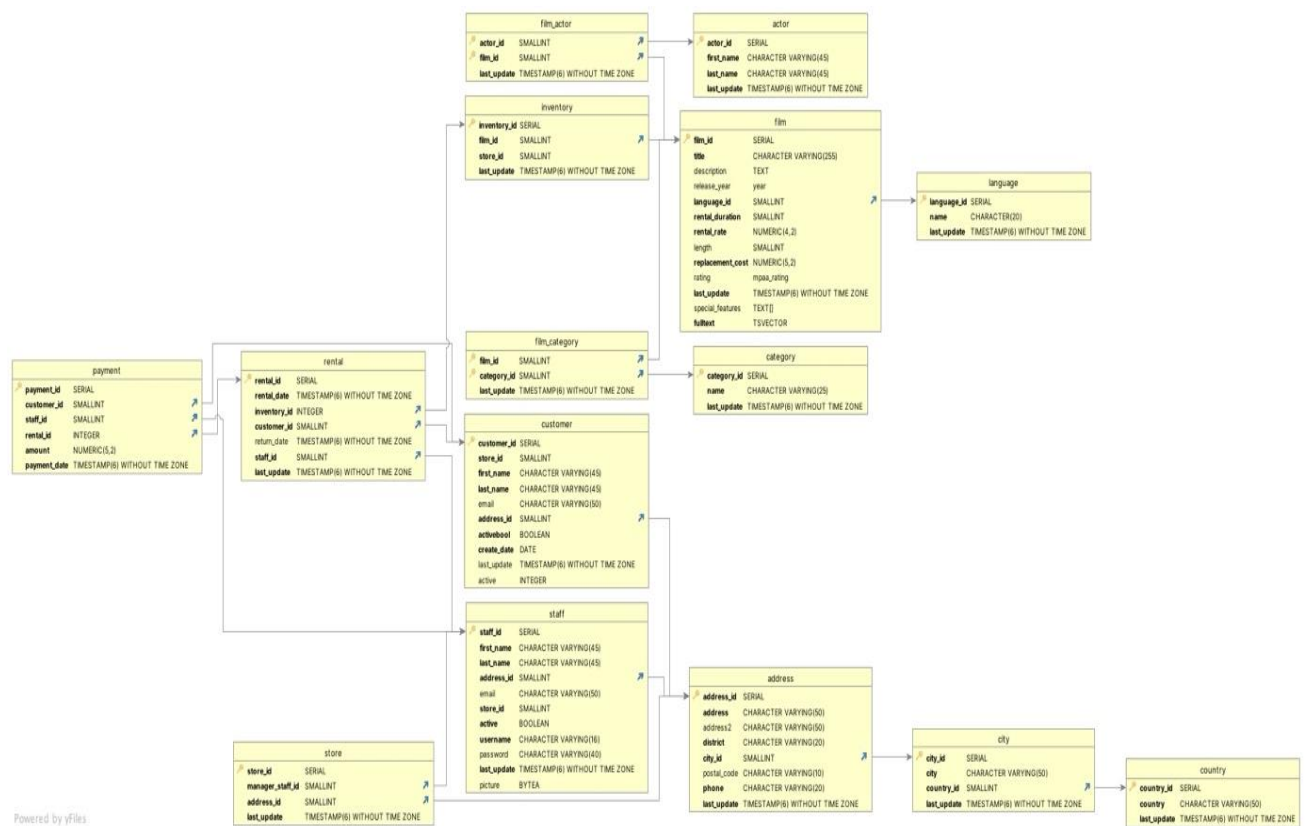 film_actor
actor_id SMALLINT
film_id SMALLINT
last_update TIMESTAMP(6) WITHOUT TIME ZONE
actor
actor_id SERIAL
first_name CHARACTER VARYING(45)
last_name CHARACTER VARYING(45)
last_update TIMESTAMP(6) WITHOUT TIME ZONE
inventory
inventory_id SERIAL
film_id SMALLINT
store_id SMALLINT
last_update TIMESTAMP(6) WITHOUT TIME ZONE
film
film_id SERIAL
title CHARACTER VARYING(255)
description TEXT
release_year year
language_id SMALLINT
rental_duration SMALLINT
rental_rate NUMERIC(4,2)
length SMALLINT
replacement_cost NUMERIC(5,2)
rating mpaa_rating
last_update TIMESTAMP(6) WITHOUT TIME ZONE
special_features TEXT[]
fulltext TSVECTOR
language
language_id SERIAL
name CHARACTER(20)
last_update TIMESTAMP(6) WITHOUT TIME ZONE
film_category
film_id SMALLINT
category_id SMALLINT
last_update TIMESTAMP(6) WITHOUT TIME ZONE
category
category_id SERIAL
name CHARACTER VARYING(25)
last_update TIMESTAMP(6) WITHOUT TIME ZONE
payment
payment_id SERIAL
customer_id SMALLINT
staff_id SMALLINT
rental_id INTEGER
amount NUMERIC(5,2)
payment_date TIMESTAMP(6) WITHOUT TIME ZONE
rental
rental_id SERIAL
rental_date TIMESTAMP(6) WITHOUT TIME ZONE
inventory_id INTEGER
customer_id SMALLINT
return_date TIMESTAMP(6) WITHOUT TIME ZONE
staff_id SMALLINT
last_update TIMESTAMP(6) WITHOUT TIME ZONE
customer
customer_id SERIAL
store_id SMALLINT
first_name CHARACTER VARYING(45)
last_name CHARACTER VARYING(45)
email CHARACTER VARYING(50)
address_id SMALLINT
activebool BOOLEAN
create_date DATE
last_update TIMESTAMP(6) WITHOUT TIME ZONE
active INTEGER
staff
staff_id SERIAL
first_name CHARACTER VARYING(45)
last_name CHARACTER VARYING(45)
address_id SMALLINT
email CHARACTER VARYING(50)
store_id SMALLINT
active BOOLEAN
username CHARACTER VARYING(16)
password CHARACTER VARYING(40)
last_update TIMESTAMP(6) WITHOUT TIME ZONE
picture BYTEA
store
store_id SERIAL
manager_staff_id SMALLINT
address_id SMALLINT
last_update TIMESTAMP(6) WITHOUT TIME ZONE
address
address_id SERIAL
address CHARACTER VARYING(50)
address2 CHARACTER VARYING(50)
district CHARACTER VARYING(20)
city_id SMALLINT
postal_code CHARACTER VARYING(10)
phone CHARACTER VARYING(20)
last_update TIMESTAMP(6) WITHOUT TIME ZONE
city
city_id SERIAL
city CHARACTER VARYING(50)
country_id SMALLINT
last_update TIMESTAMP(6) WITHOUT TIME ZONE
country
country_id SERIAL
country CHARACTER VARYING(50)
last_update TIMESTAMP(6) WITHOUT TIME ZONE
Powered by yFiles